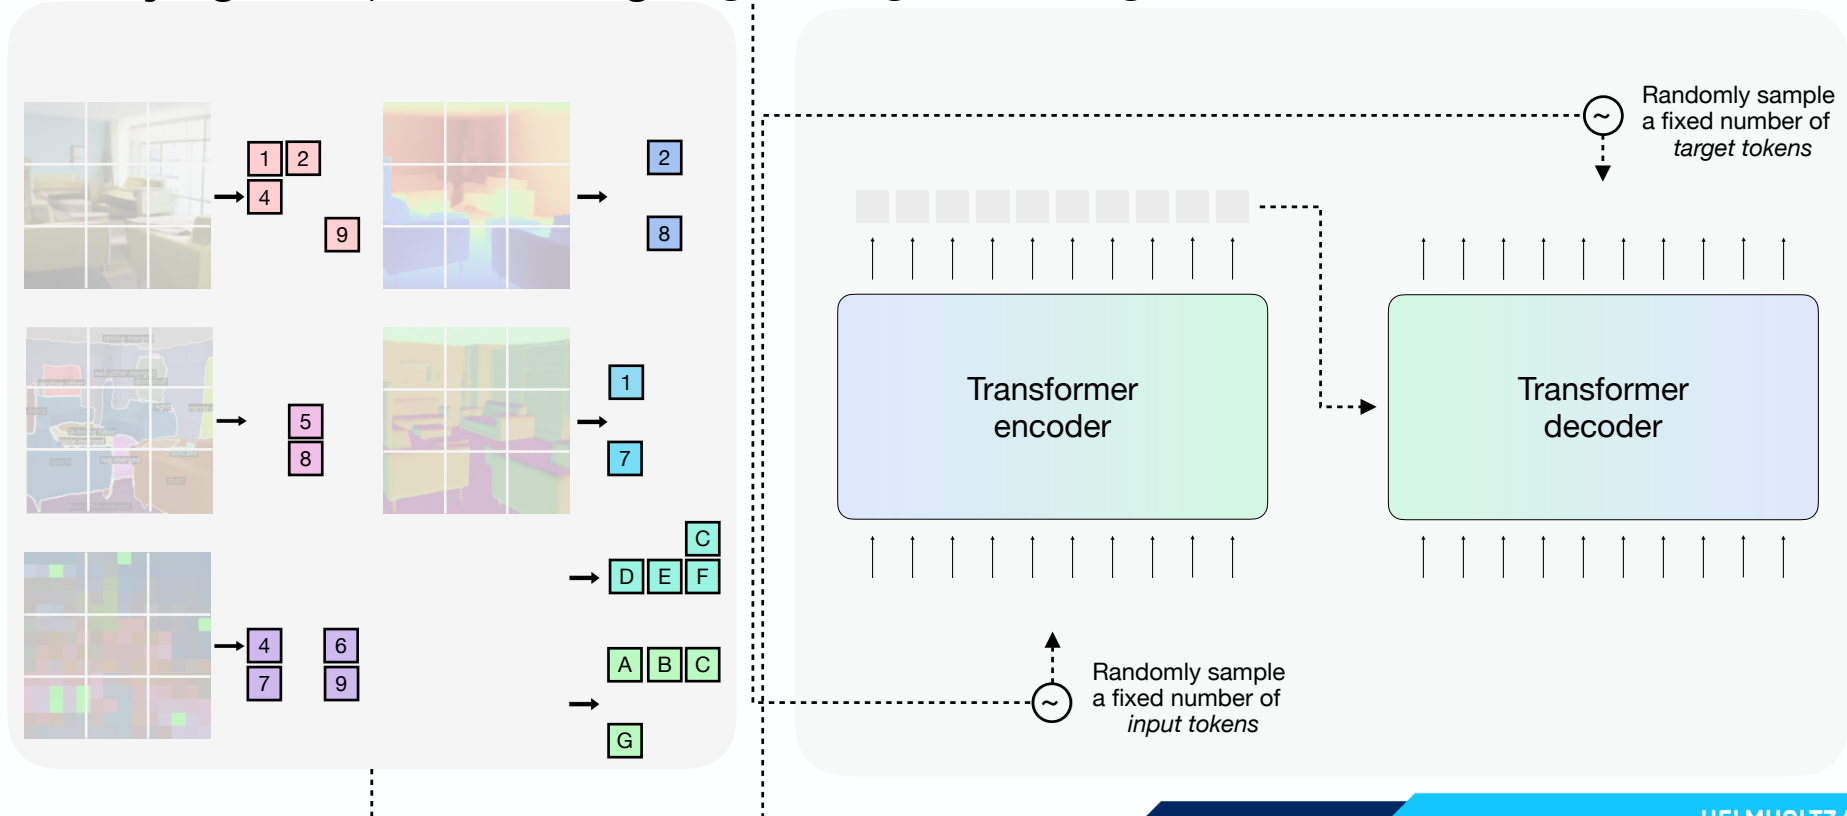 1 2
4
9
2
8
5
8
1
7
4 6
7 9
C
D E F
A B C
G
Randomly sample
a fixed number of
target tokens
~
Transformer
encoder
Transformer
decoder
~
Randomly sample
a fixed number of
input tokens